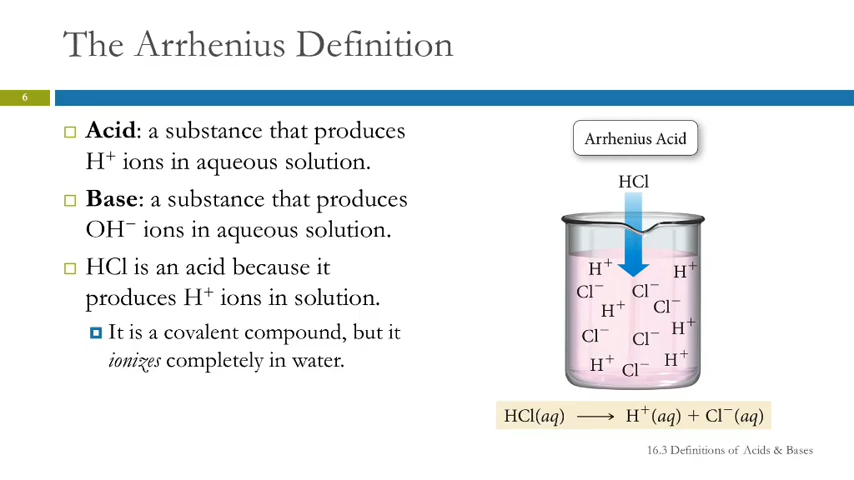 The Arrhenius Definition
6
Acid: a substance that produces
H⁺ ions in aqueous solution.
Base: a substance that produces
OH⁻ ions in aqueous solution.
HCl is an acid because it
produces H⁺ ions in solution.
It is a covalent compound, but it
ionizes completely in water.
Arrhenius Acid
HCl
H⁺ H⁺
Cl⁻ Cl⁻
H⁺ Cl⁻
Cl⁻ Cl⁻ H⁺
H⁺ Cl⁻ H⁺
HCl(aq) ⟶ H⁺(aq) + Cl⁻(aq)
16.3 Definitions of Acids & Bases